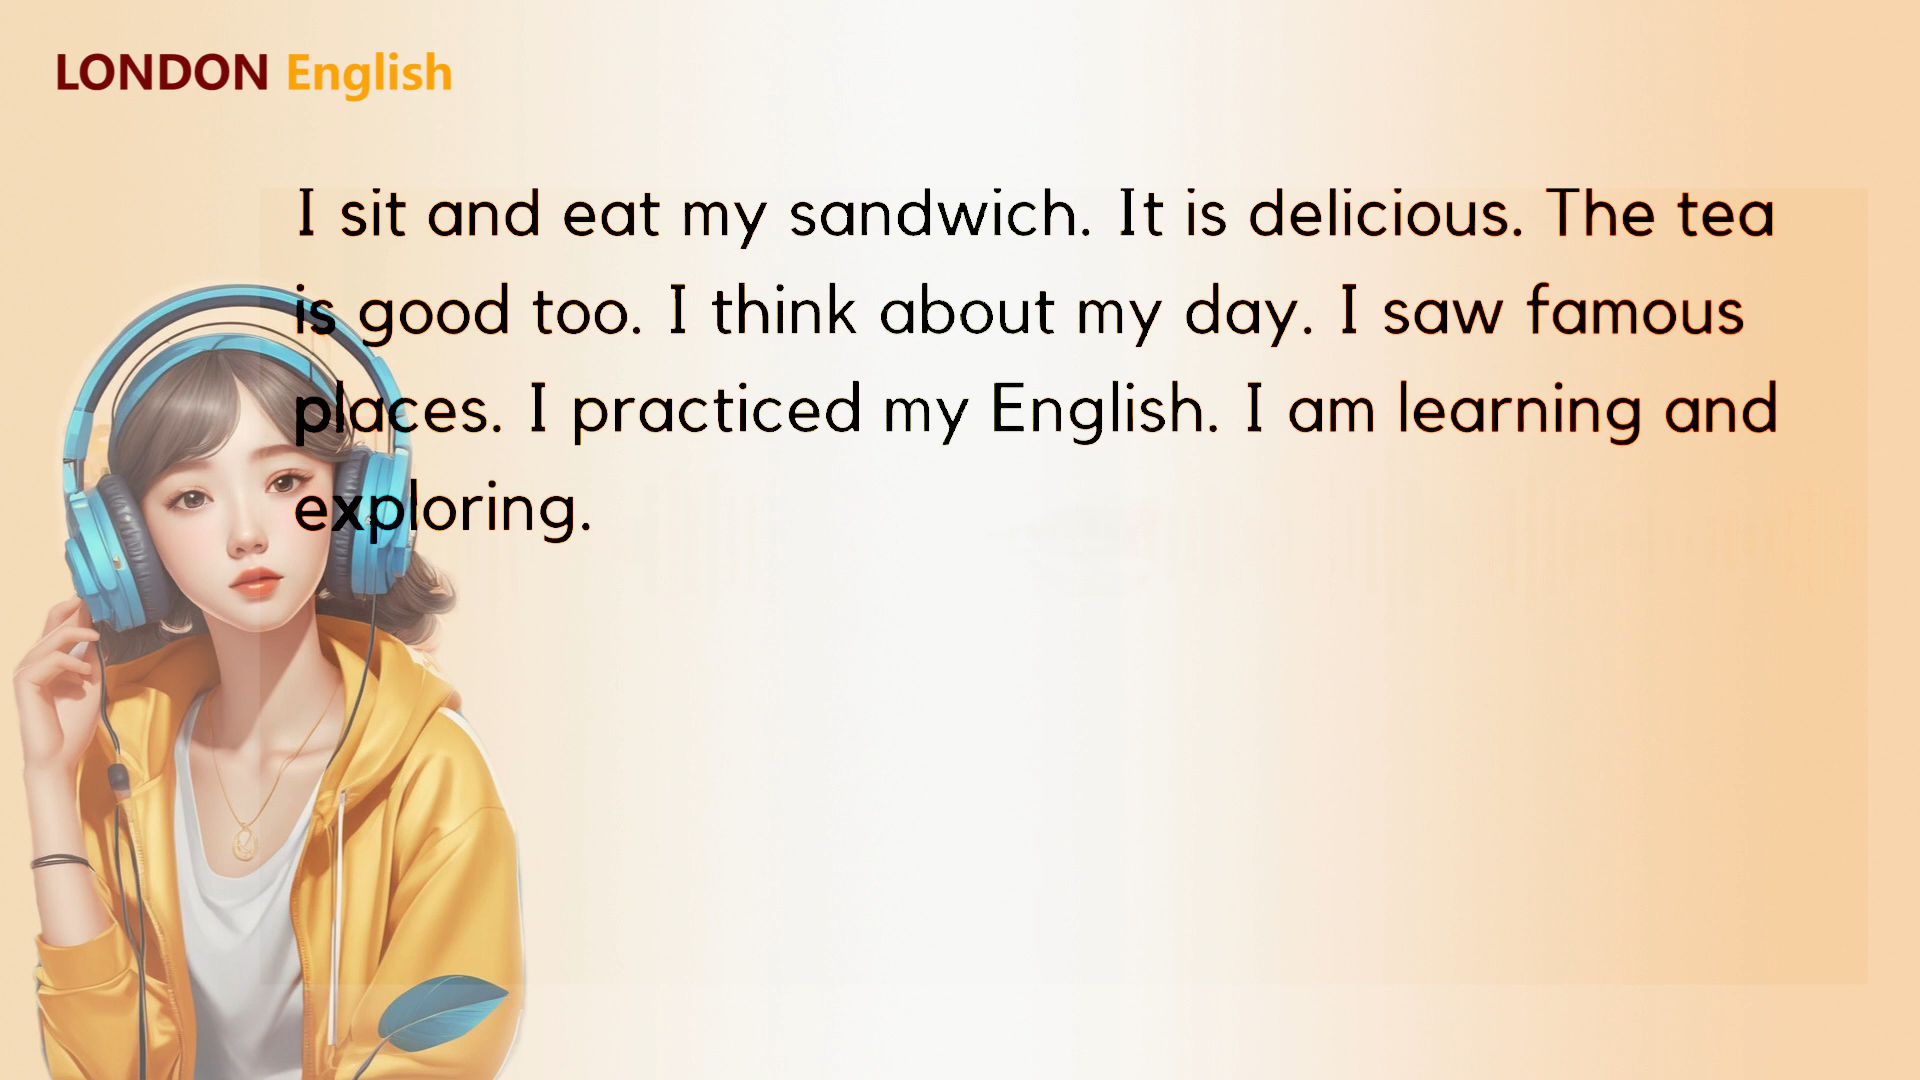 LONDON English
I sit and eat my sandwich. It is delicious. The tea
is good too. I think about my day. I saw famous
places. I practiced my English. I am learning and
exploring.